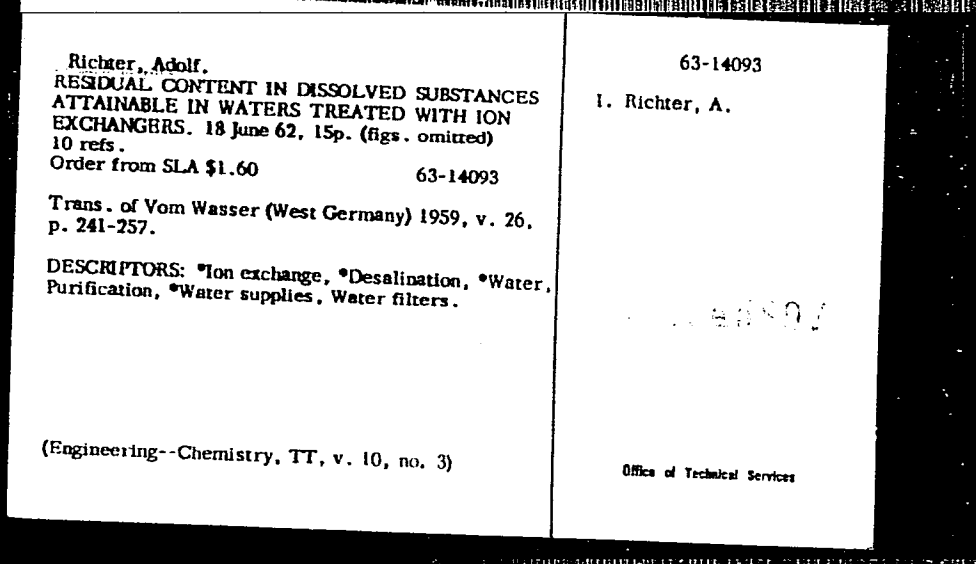 Richter, Adolf.
RESIDUAL CONTENT IN DISSOLVED SUBSTANCES
ATTAINABLE IN WATERS TREATED WITH ION
EXCHANGERS. 18 June 62, 15p. (figs. omitted)
10 refs.
Order from SLA $1.60 63-14093
Trans. of Vom Wasser (West Germany) 1959, v. 26,
p. 241-257.
DESCRIPTORS: *Ion exchange, *Desalination, *Water,
Purification, *Water supplies, Water filters.
(Engineering--Chemistry, TT, v. 10, no. 3)
63-14093
I. Richter, A.
Office of Technical Services